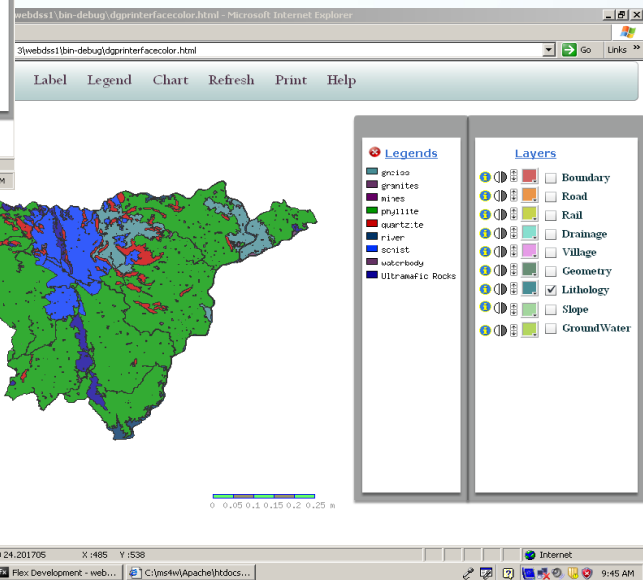 webdss1\bin-debug\dgprinterfacecolor.html - Microsoft Internet Explorer
3\webdss1\bin-debug\dgprinterfacecolor.html
Go
Links »
Label Legend Chart Refresh Print Help
M
Legends
gneiss
granites
mines
phyllite
quartzite
river
schist
waterbody
Ultramafic Rocks
Layers
Boundary
Road
Rail
Drainage
Village
Geometry
Lithology
Slope
GroundWater
0 0.05 0.1 0.15 0.2 0.25 m
24.201705 X :485 Y :538
Internet
Flex Development - web...
C:\ms4w\Apache\htdocs...
9:45 AM